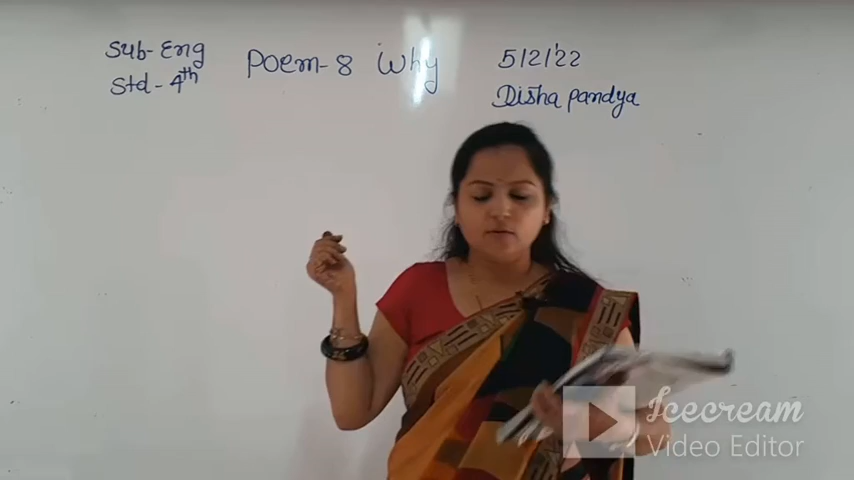 Sub-Eng
Std-4th
Poem-8 Why
5/2/22
Disha Pandya
Icecream
Video Editor